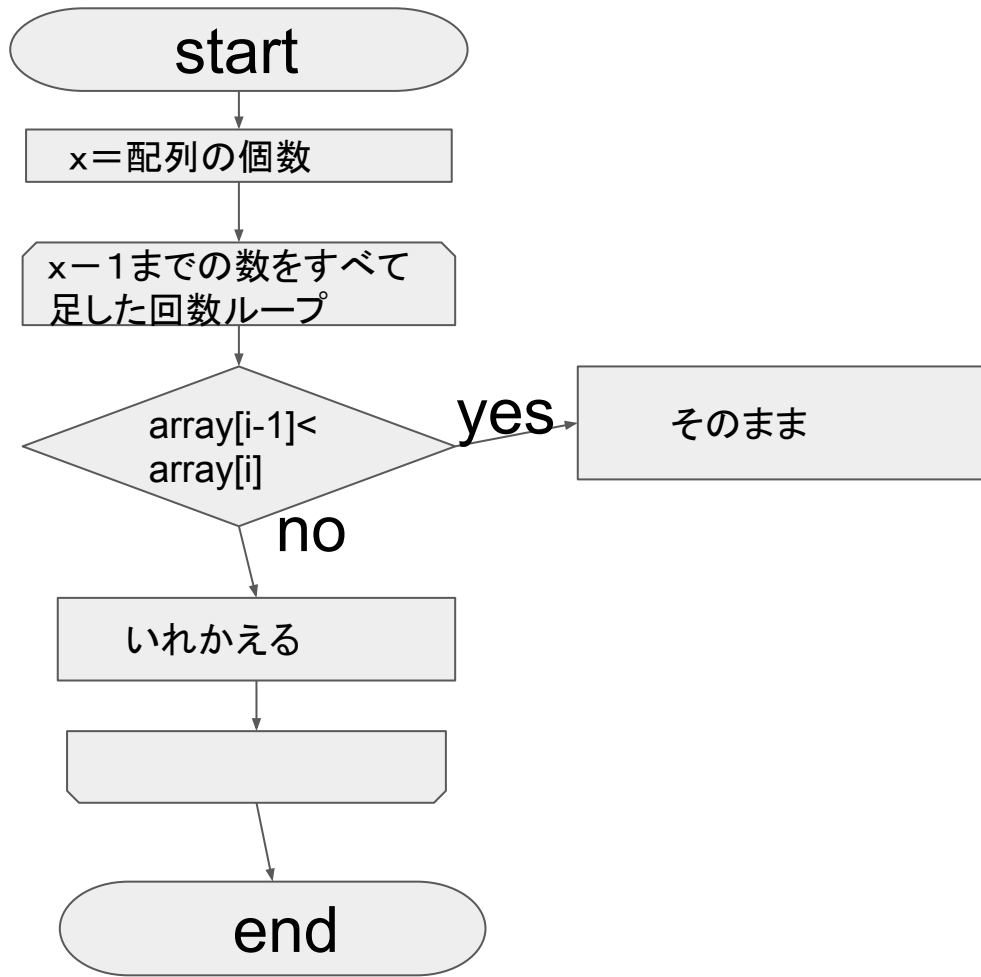 start
x＝配列の個数
x－１までの数をすべて
足した回数ループ
array[i-1]<
array[i]
yes
そのまま
no
いれかえる
end